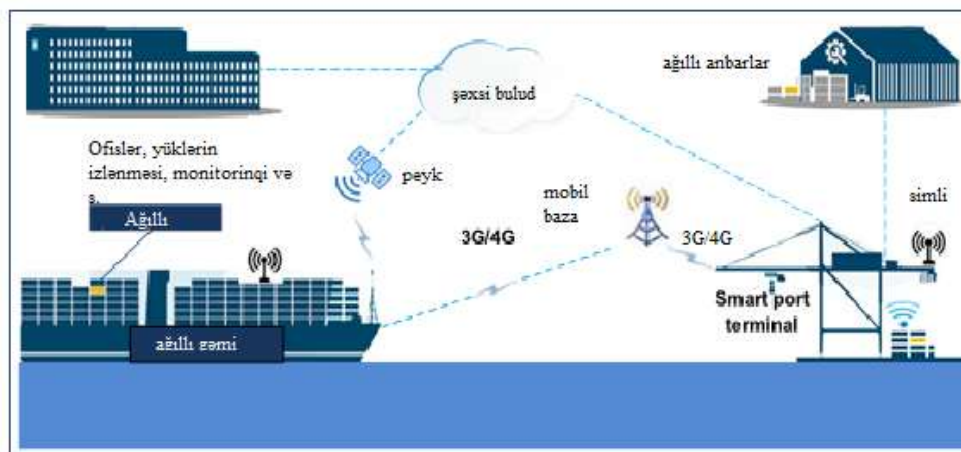 ağıllı anbarlar
şəxsi bulud
Ofislər, yüklərin
izlənmesi, monitorinqi və
s.
peyk
mobil
baza
simli
Ağıllı
3G/4G
3G/4G
Smart port
terminal
ağıllı gəmi